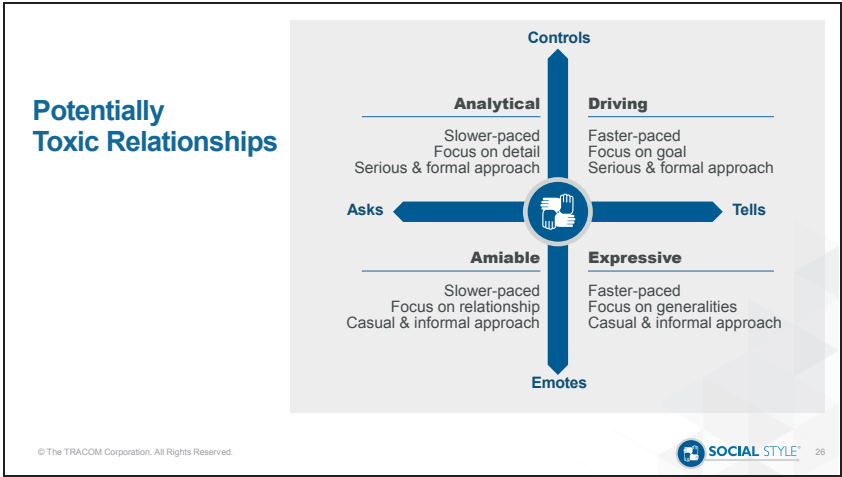 Potentially
Toxic Relationships
Controls
Analytical
Slower-paced
Focus on detail
Serious & formal approach
Driving
Faster-paced
Focus on goal
Serious & formal approach
Asks
Tells
Amiable
Slower-paced
Focus on relationship
Casual & informal approach
Expressive
Faster-paced
Focus on generalities
Casual & informal approach
Emotes
© The TRACOM Corporation. All Rights Reserved.
SOCIAL STYLE®
26